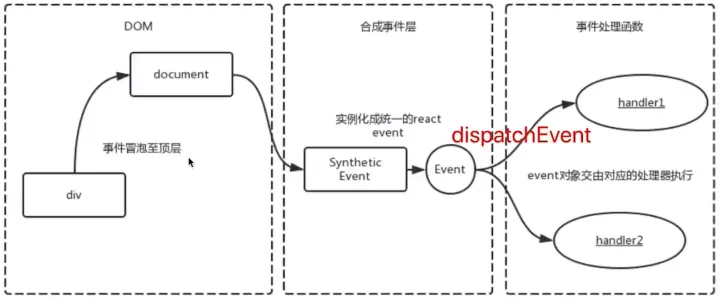 DOM
合成事件层
事件处理函数
document
handler1
实例化成统一的react
event
dispatchEvent
事件冒泡至顶层
Synthetic
Event
Event
event对象交由对应的处理器执行
div
handler2